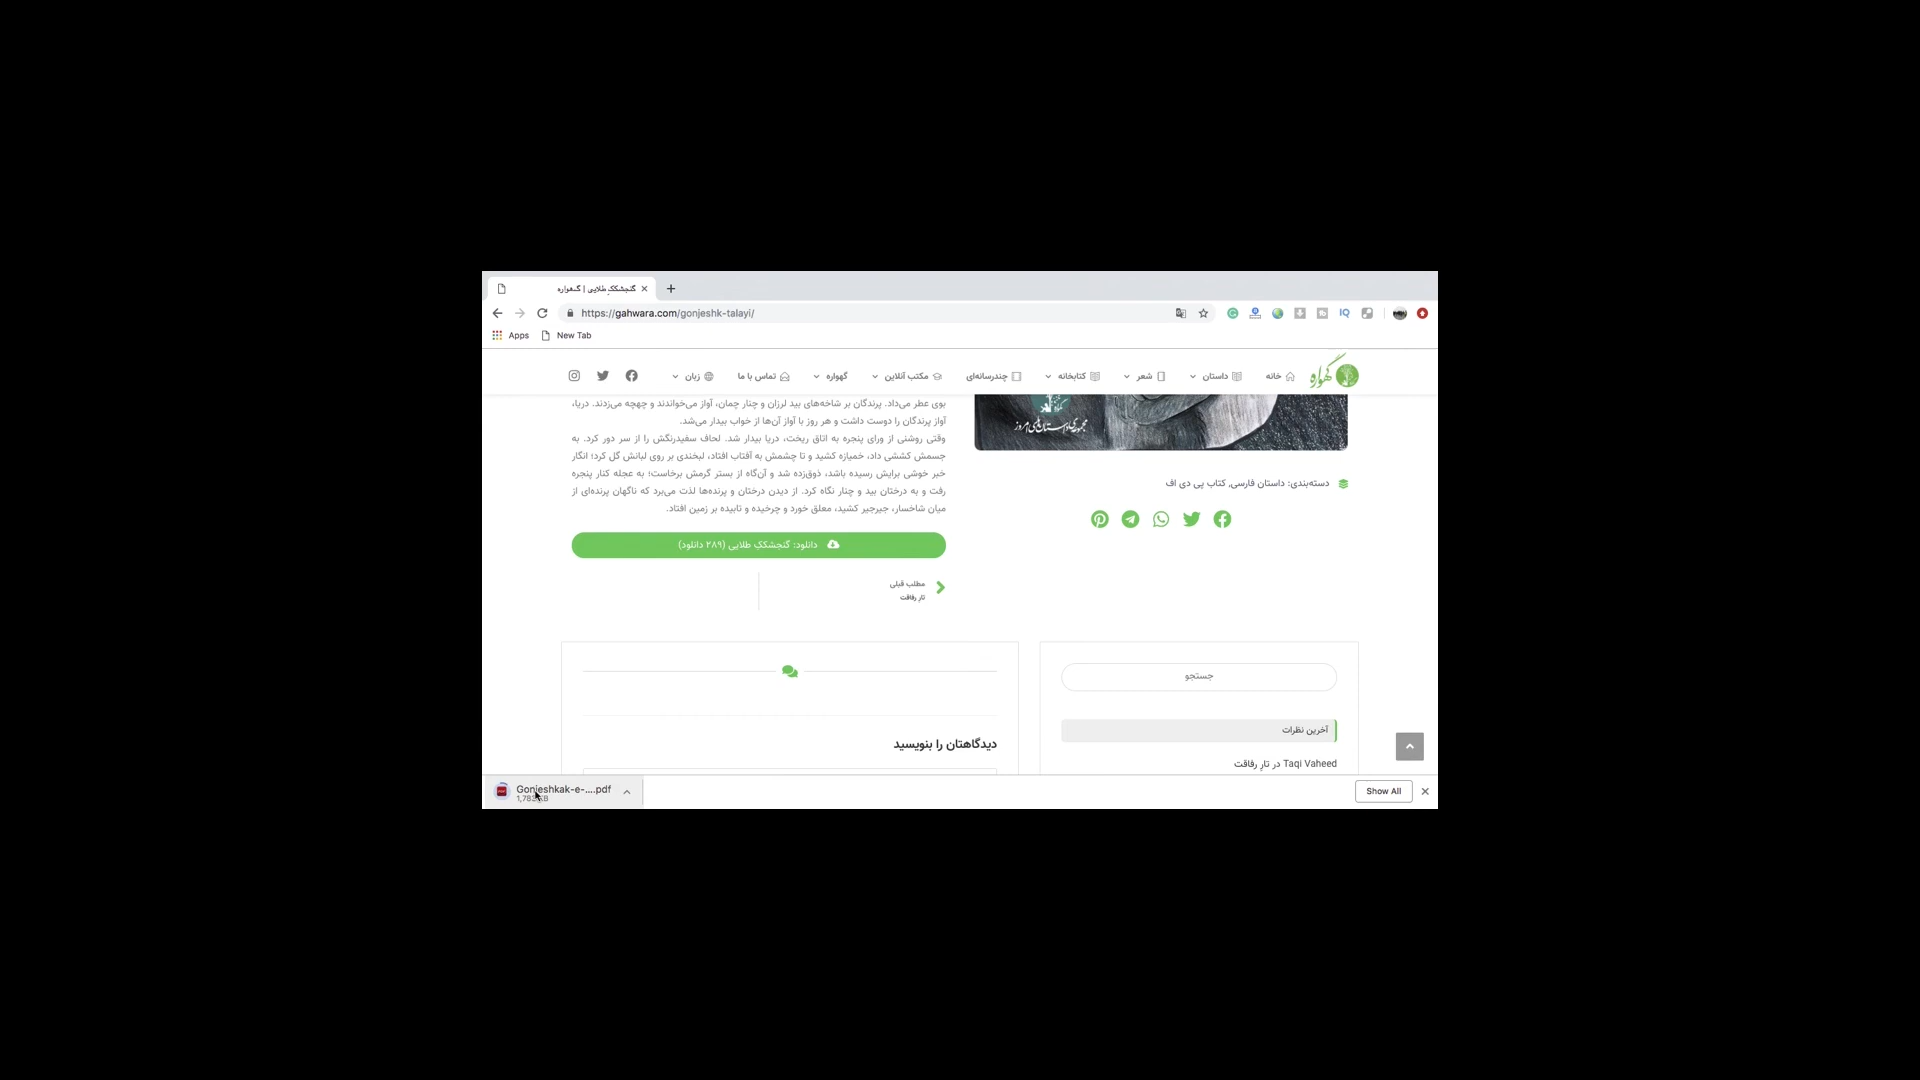 گنجشککِ طلایی | گهواره
https://gahwara.com/gonjeshk-talayi/
Apps
New Tab
گهواره
خانه
داستان
شعر
کتابخانه
چندرسانه‌ای
مکتب آنلاین
گهواره
تماس با ما
زبان
مجموعه‌ی داستان‌های امروز
دسته‌بندی: داستان فارسی, کتاب پی دی اف
بوی عطر می‌داد. پرندگان بر شاخه‌های بید لرزان و چنار چمان، آواز می‌خواندند و چهچه می‌زدند. دریا،
آواز پرندگان را دوست داشت و هر روز با آواز آن‌ها از خواب بیدار می‌شد.
وقتی روشنی از ورای پنجره به اتاق ریخت، دریا بیدار شد. لحاف سفیدرنگش را از سر دور کرد. به
جسمش کششی داد، خمیازه کشید و تا چشمش به آفتاب افتاد، لبخندی بر روی لبانش گل کرد؛ انگار
خبر خوشی برایش رسیده باشد، ذوق‌زده شد و آن‌گاه از بستر گرمش برخاست؛ به عجله کنار پنجره
رفت و به درختان بید و چنار نگاه کرد. از دیدن درختان و پرنده‌ها لذت می‌برد که ناگهان پرنده‌ای از
میان شاخسار، جیرجیر کشید، معلق خورد و چرخیده و تابیده بر زمین افتاد.
دانلود: گنجشککِ طلایی (۲۸۹ دانلود)
مطلب قبلی
تارِ رفاقت
جستجو
آخرین نظرات
Taqi Vaheed در تارِ رفاقت
دیدگاهتان را بنویسید
Gonjeshkak-e-....pdf
Show All